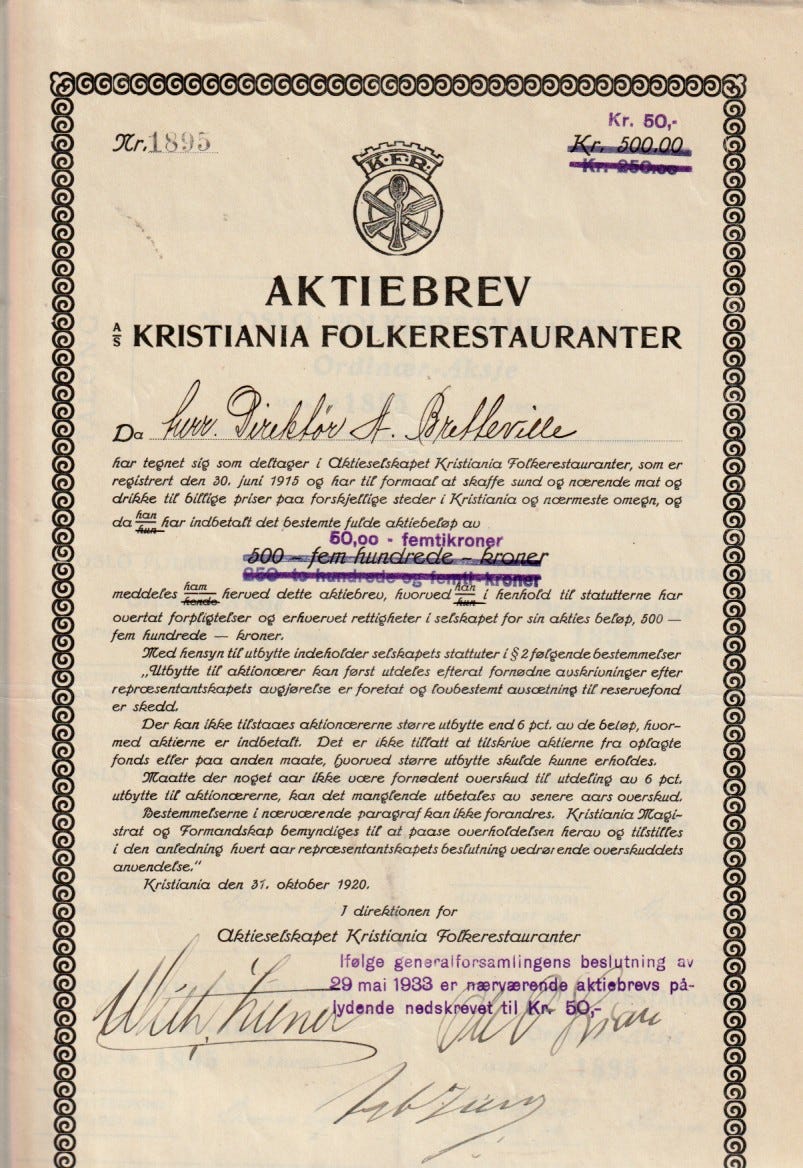 Kr. 50,-
Nr. 1895
Kr. 500.00
Kr. 250.00
K.F.R.
AKTIEBREV
A/S KRISTIANIA FOLKERESTAURANTER
Da herr. Direktör A. Bretteville
har tegnet sig som deltager i Aktieselskapet Kristiania Folkerestauranter, som er
registrert den 30. juni 1915 og har til formaal at skaffe sund og nærende mat og
drikke til billige priser paa forskjellige steder i Kristiania og nærmeste omegn, og
da han/hun har indbetalt det bestemte fulde aktiebeløp av
50,00 - femtikroner
500 — fem hundrede — kroner
250 to hundrede og femti-kroner
meddeles ham/hende herved dette aktiebrev, hvorved han/hun i henhold til statutterne har
overtat forpligtelser og erhvervet rettigheter i selskapet for sin akties beløp, 500 —
fem hundrede — kroner.
Med hensyn til utbytte indeholder selskapets stattuter i § 2 følgende bestemmelser
„Utbytte til aktionærer kan først utdeles efterat fornødne avskrivninger efter
repræsentantskapets avgjørelse er foretat og lovbestemt avsætning til reservefond
er skedd.
Der kan ikke tilstaaes aktionærerne større utbytte end 6 pct. av de beløp, hvor-
med aktierne er indbetalt. Det er ikke tillatt at tilskrive aktierne fra oplagte
fonds eller paa anden maate, hvorved større utbytte skulde kunne erholdes.
Maatte der noget aar ikke være fornødent overskud til utdeling av 6 pct.
utbytte til aktionærerne, kan det manglende utbetales av senere aars overskud.
Bestemmelserne i nærværende paragraf kan ikke forandres. Kristiania Magi-
strat og Formandskap bemyndiges til at paase overholdelsen herav og tilstilles
i den anledning hvert aar repræsentantskapets beslutning vedrørende overskuddets
anvendelse.“
Kristiania den 31. oktober 1920.
I direktionen for
Aktieselskapet Kristiania Folkerestauranter
Ifølge generalforsamlingens beslutning av
29 mai 1933 er nærværende aktiebrevs på-
lydende nedskrevet til Kr. 50,-